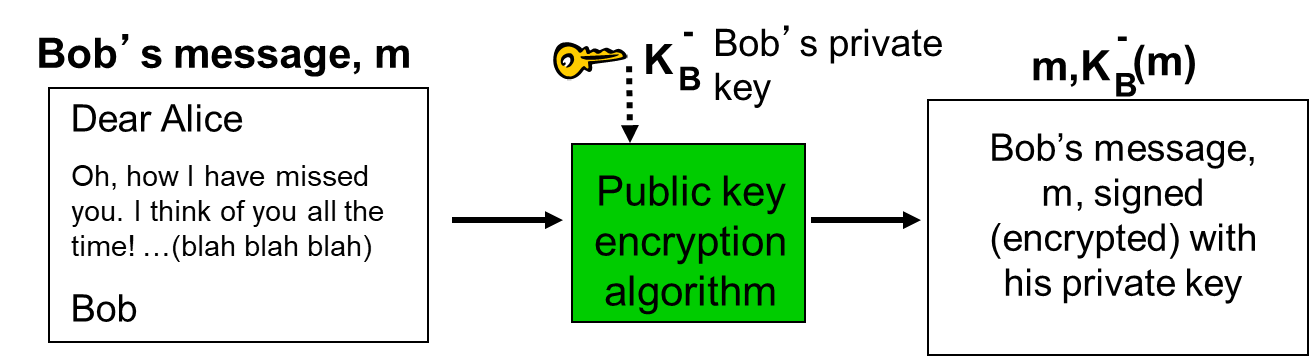 Bob’s message, m
Dear Alice
Oh, how I have missed
you. I think of you all the
time! …(blah blah blah)
Bob
K
-
B
Bob’s private
key
Public key
encryption
algorithm
m,K
-
B
(m)
Bob’s message,
m, signed
(encrypted) with
his private key